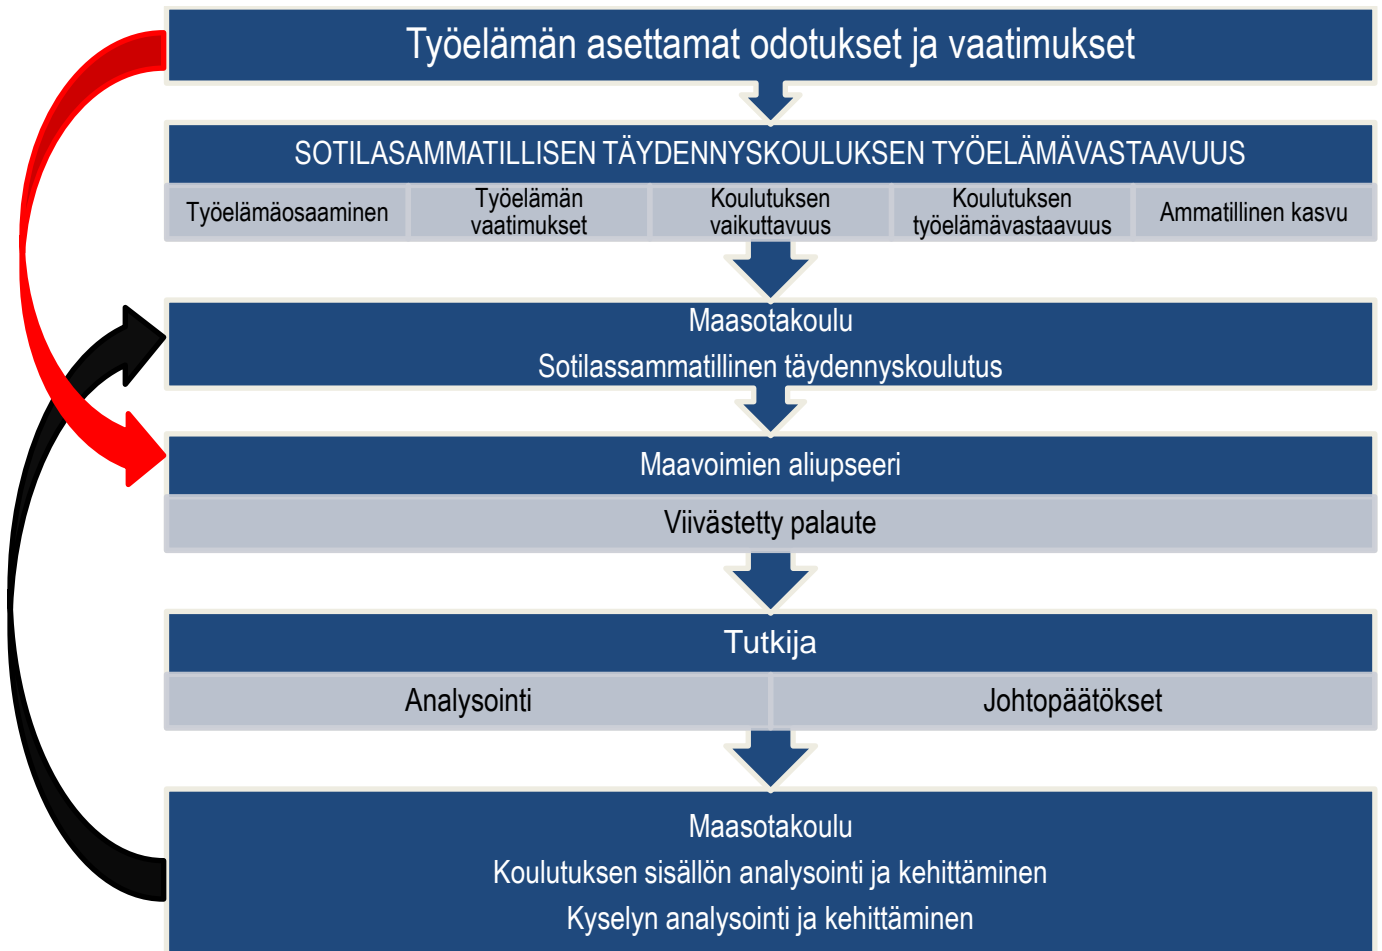 Työelämän asettamat odotukset ja vaatimukset
SOTILASAMMATILLISEN TÄYDENNYSKOULUKSEN TYÖELÄMÄVASTAAVUUS
Työelämäosaaminen
Työelämän
vaatimukset
Koulutuksen
vaikuttavuus
Koulutuksen
työelämävastaavuus
Ammatillinen kasvu
Maasotakoulu
Sotilassammatillinen täydennyskoulutus
Maavoimien aliupseeri
Viivästetty palaute
Tutkija
Analysointi
Johtopäätökset
Maasotakoulu
Koulutuksen sisällön analysointi ja kehittäminen
Kyselyn analysointi ja kehittäminen